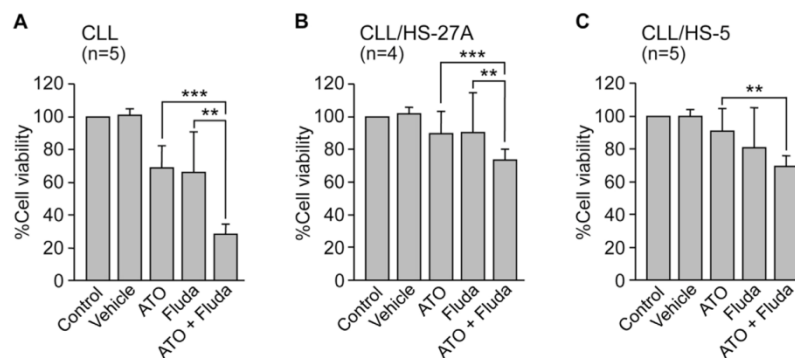 A
CLL
(n=5)
%Cell viability
120
100
80
60
40
20
0
***
**
Control
Vehicle
ATO
Fluda
ATO + Fluda
B
CLL/HS-27A
(n=4)
%Cell viability
120
100
80
60
40
20
0
***
**
Control
Vehicle
ATO
Fluda
ATO + Fluda
C
CLL/HS-5
(n=5)
%Cell viability
120
100
80
60
40
20
0
**
Control
Vehicle
ATO
Fluda
ATO + Fluda